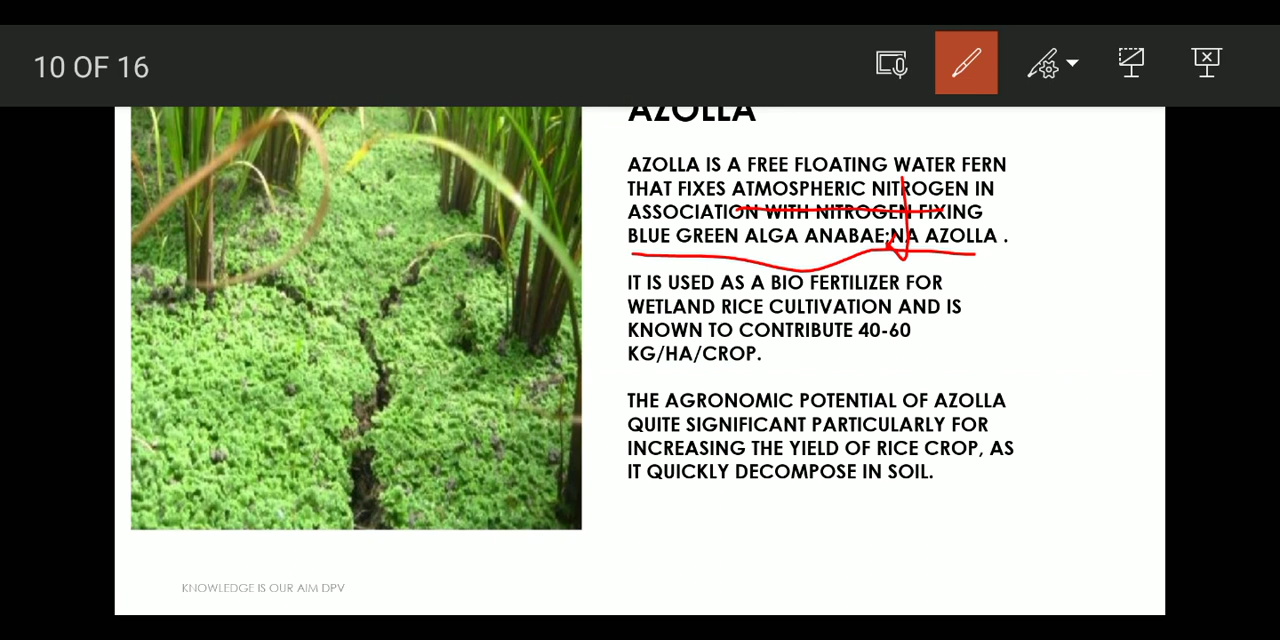 10 OF 16
AZOLLA
AZOLLA IS A FREE FLOATING WATER FERN
THAT FIXES ATMOSPHERIC NITROGEN IN
ASSOCIATION WITH NITROGEN FIXING
BLUE GREEN ALGA ANABAE:NA AZOLLA .
IT IS USED AS A BIO FERTILIZER FOR
WETLAND RICE CULTIVATION AND IS
KNOWN TO CONTRIBUTE 40-60
KG/HA/CROP.
THE AGRONOMIC POTENTIAL OF AZOLLA
QUITE SIGNIFICANT PARTICULARLY FOR
INCREASING THE YIELD OF RICE CROP, AS
IT QUICKLY DECOMPOSE IN SOIL.
KNOWLEDGE IS OUR AIM DPV